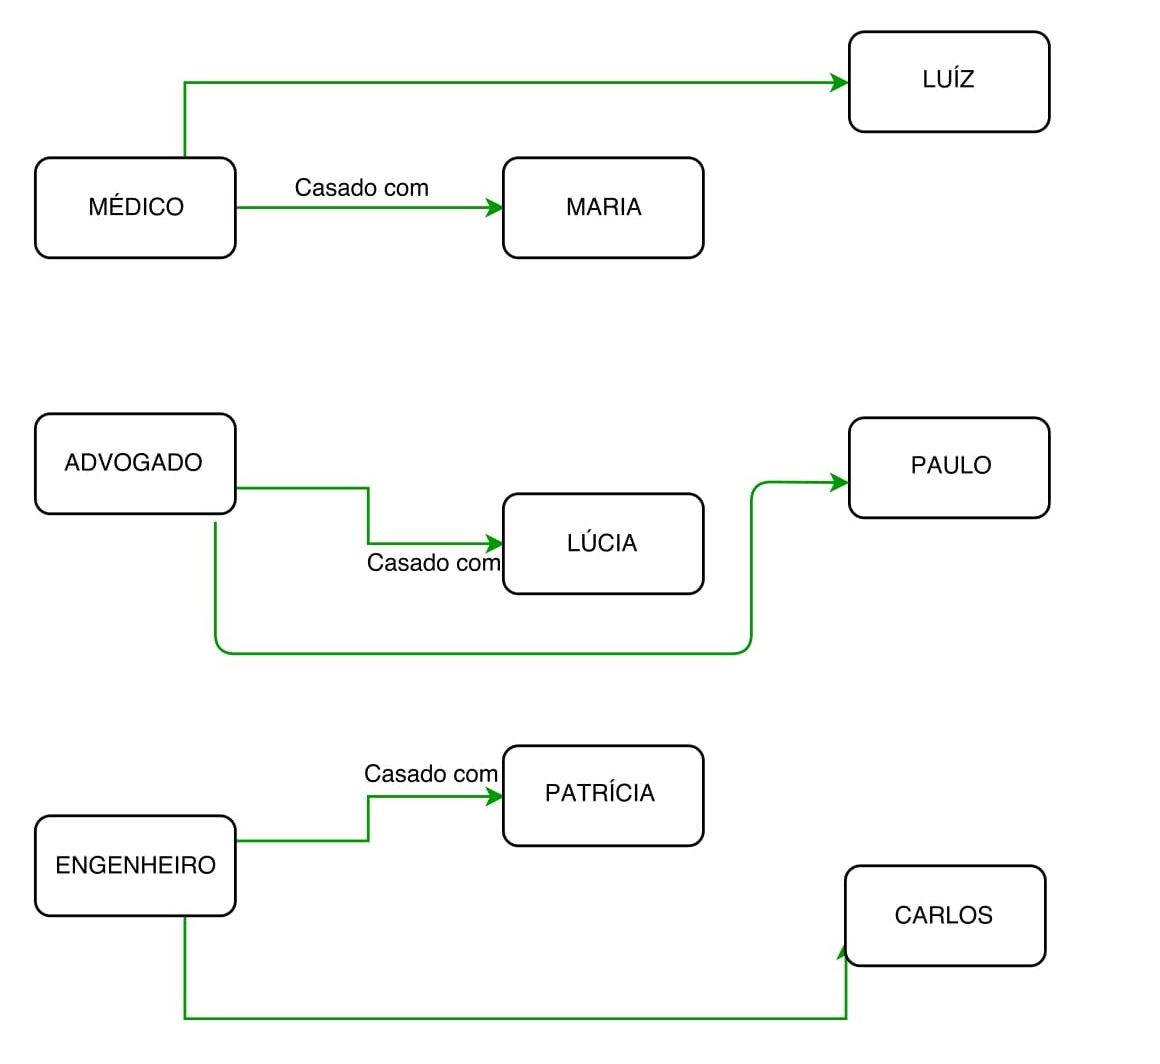 LUÍZ
MÉDICO
Casado com
MARIA
ADVOGADO
PAULO
LÚCIA
Casado com
Casado com
PATRÍCIA
ENGENHEIRO
CARLOS